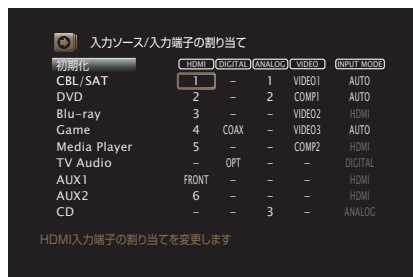 入力ソース/入力端子の割り当て
初期化 HDMI DIGITAL ANALOG VIDEO INPUT MODE
CBL/SAT 1 – 1 VIDEO1 AUTO
DVD 2 – 2 COMP1 AUTO
Blu-ray 3 – – VIDEO2 HDMI
Game 4 COAX – VIDEO3 AUTO
Media Player 5 – – COMP2 HDMI
TV Audio – OPT – – DIGITAL
AUX1 FRONT – – – HDMI
AUX2 6 – – – HDMI
CD – – 3 – ANALOG
HDMI入力端子の割り当てを変更します